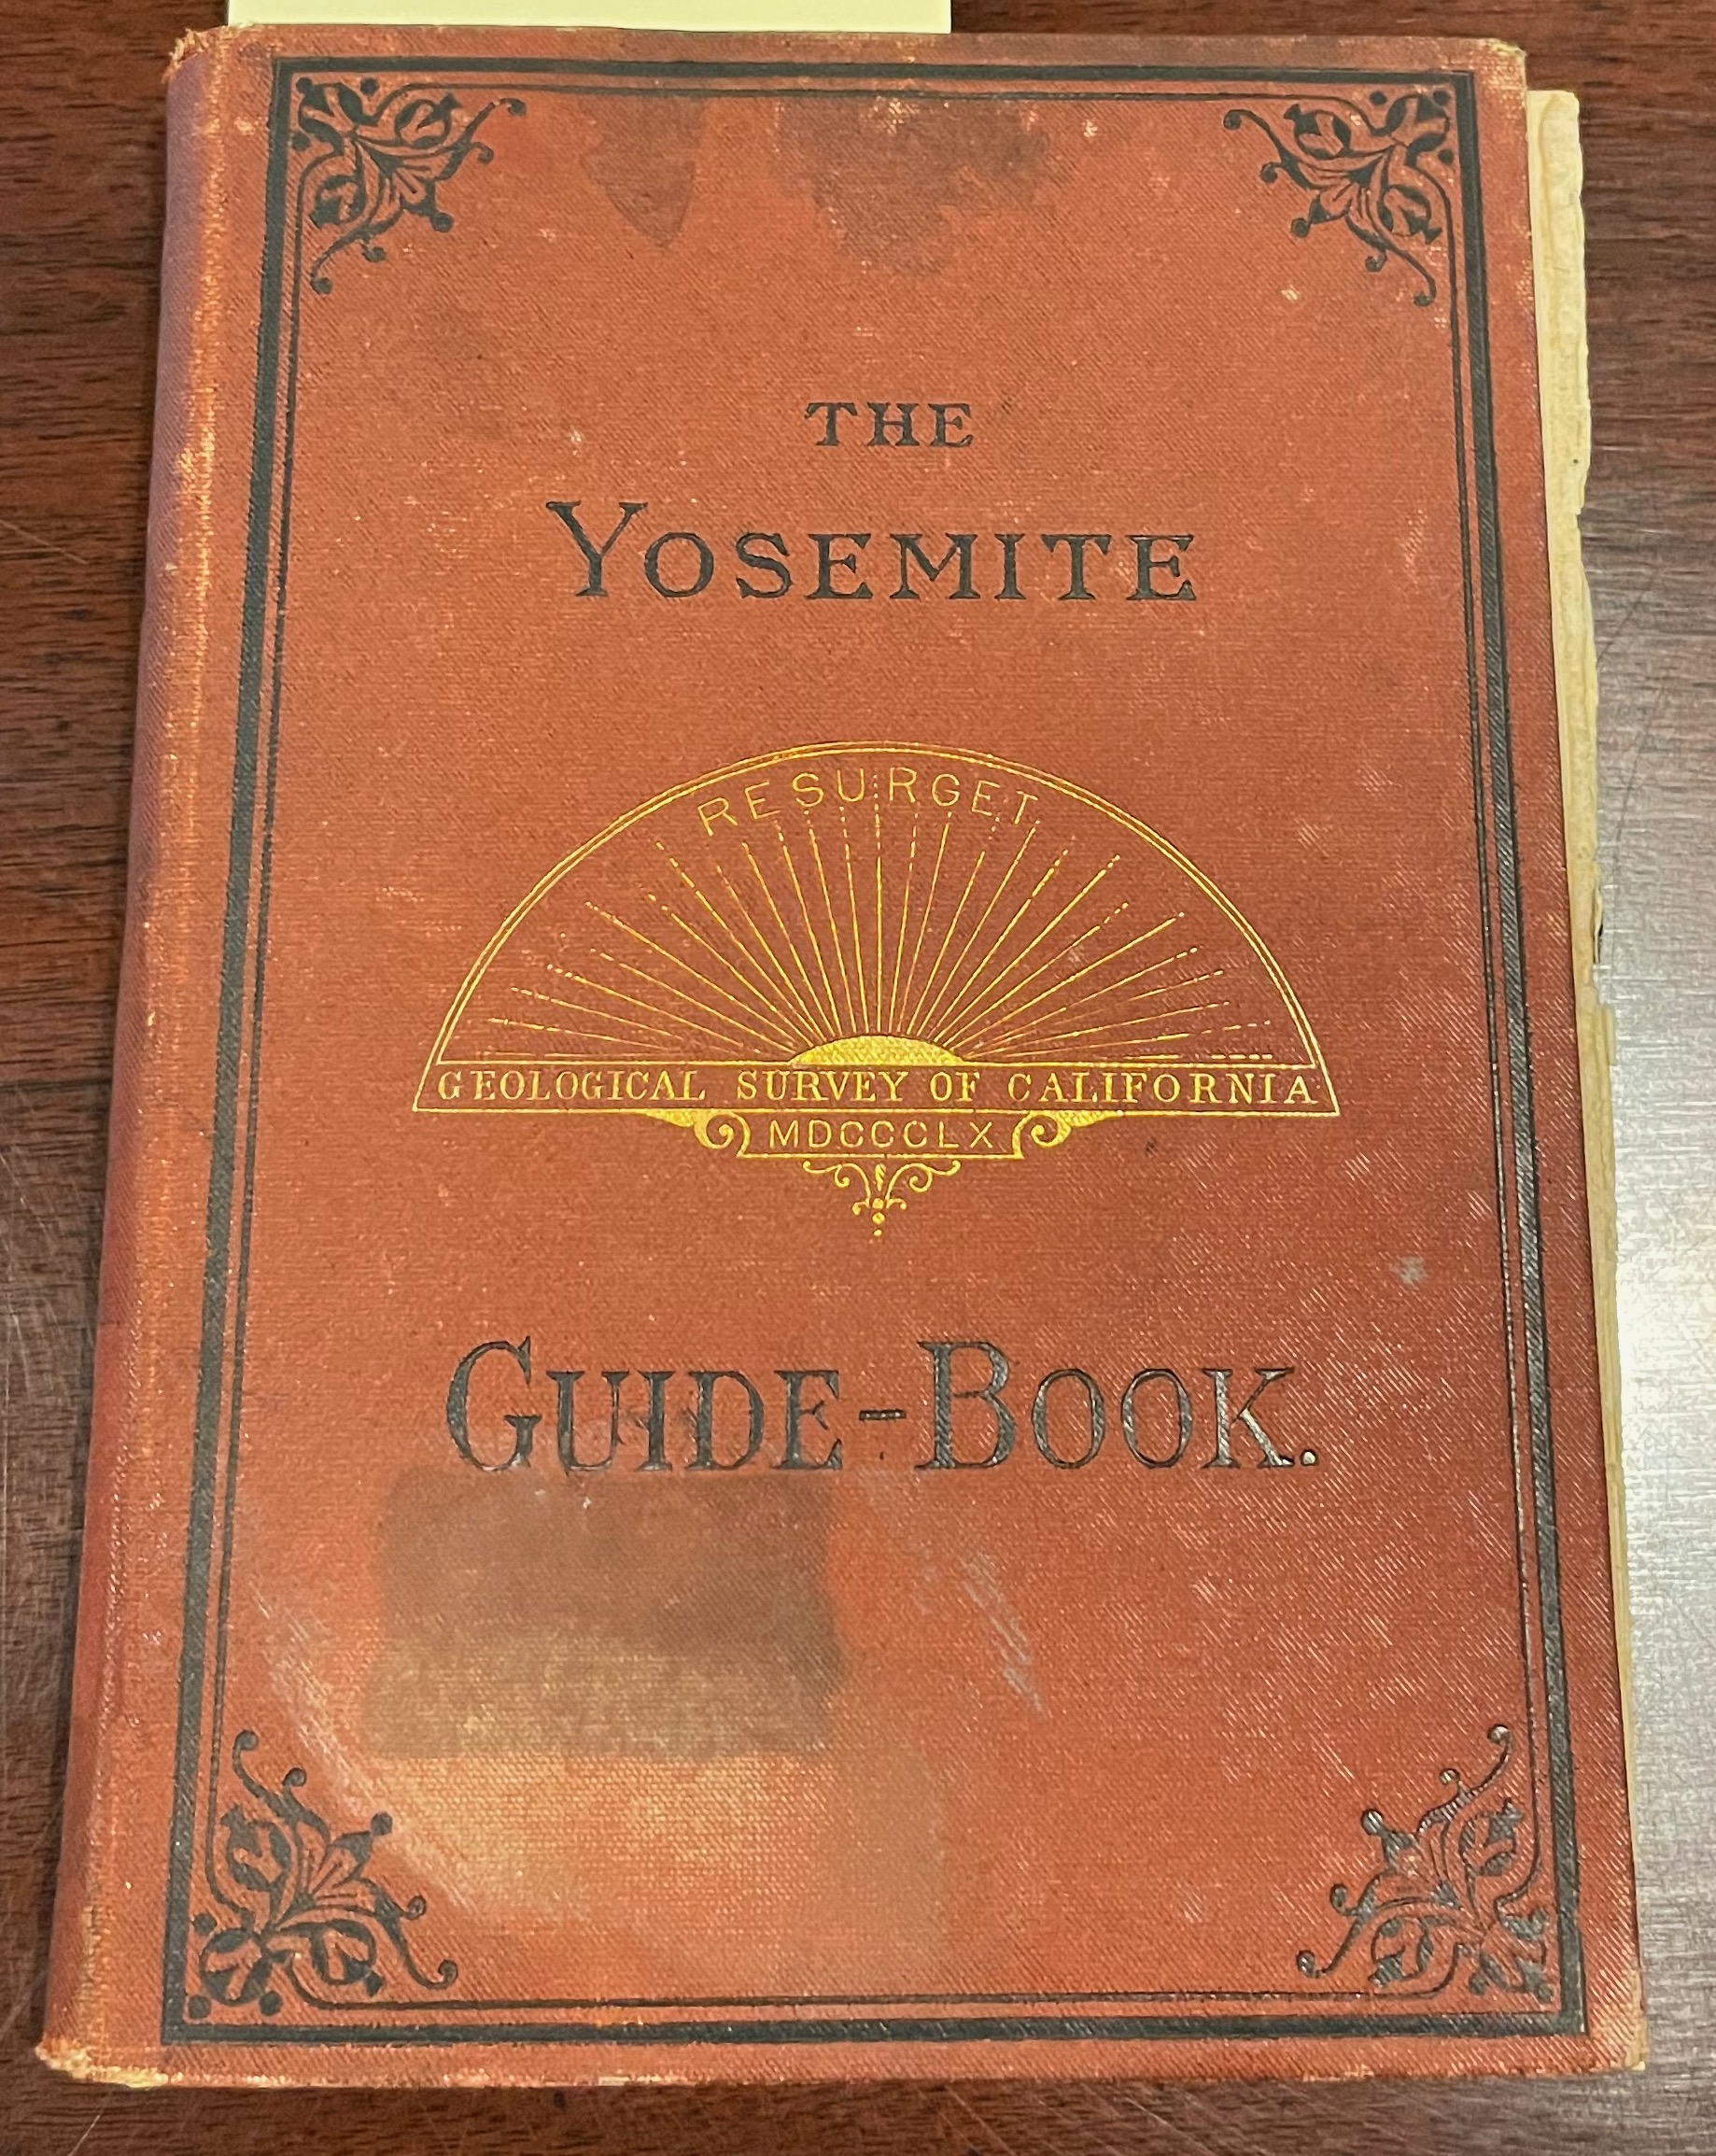 THE
YOSEMITE
RESURGET
GEOLOGICAL SURVEY OF CALIFORNIA
MDCCCLX
GUIDE-BOOK.